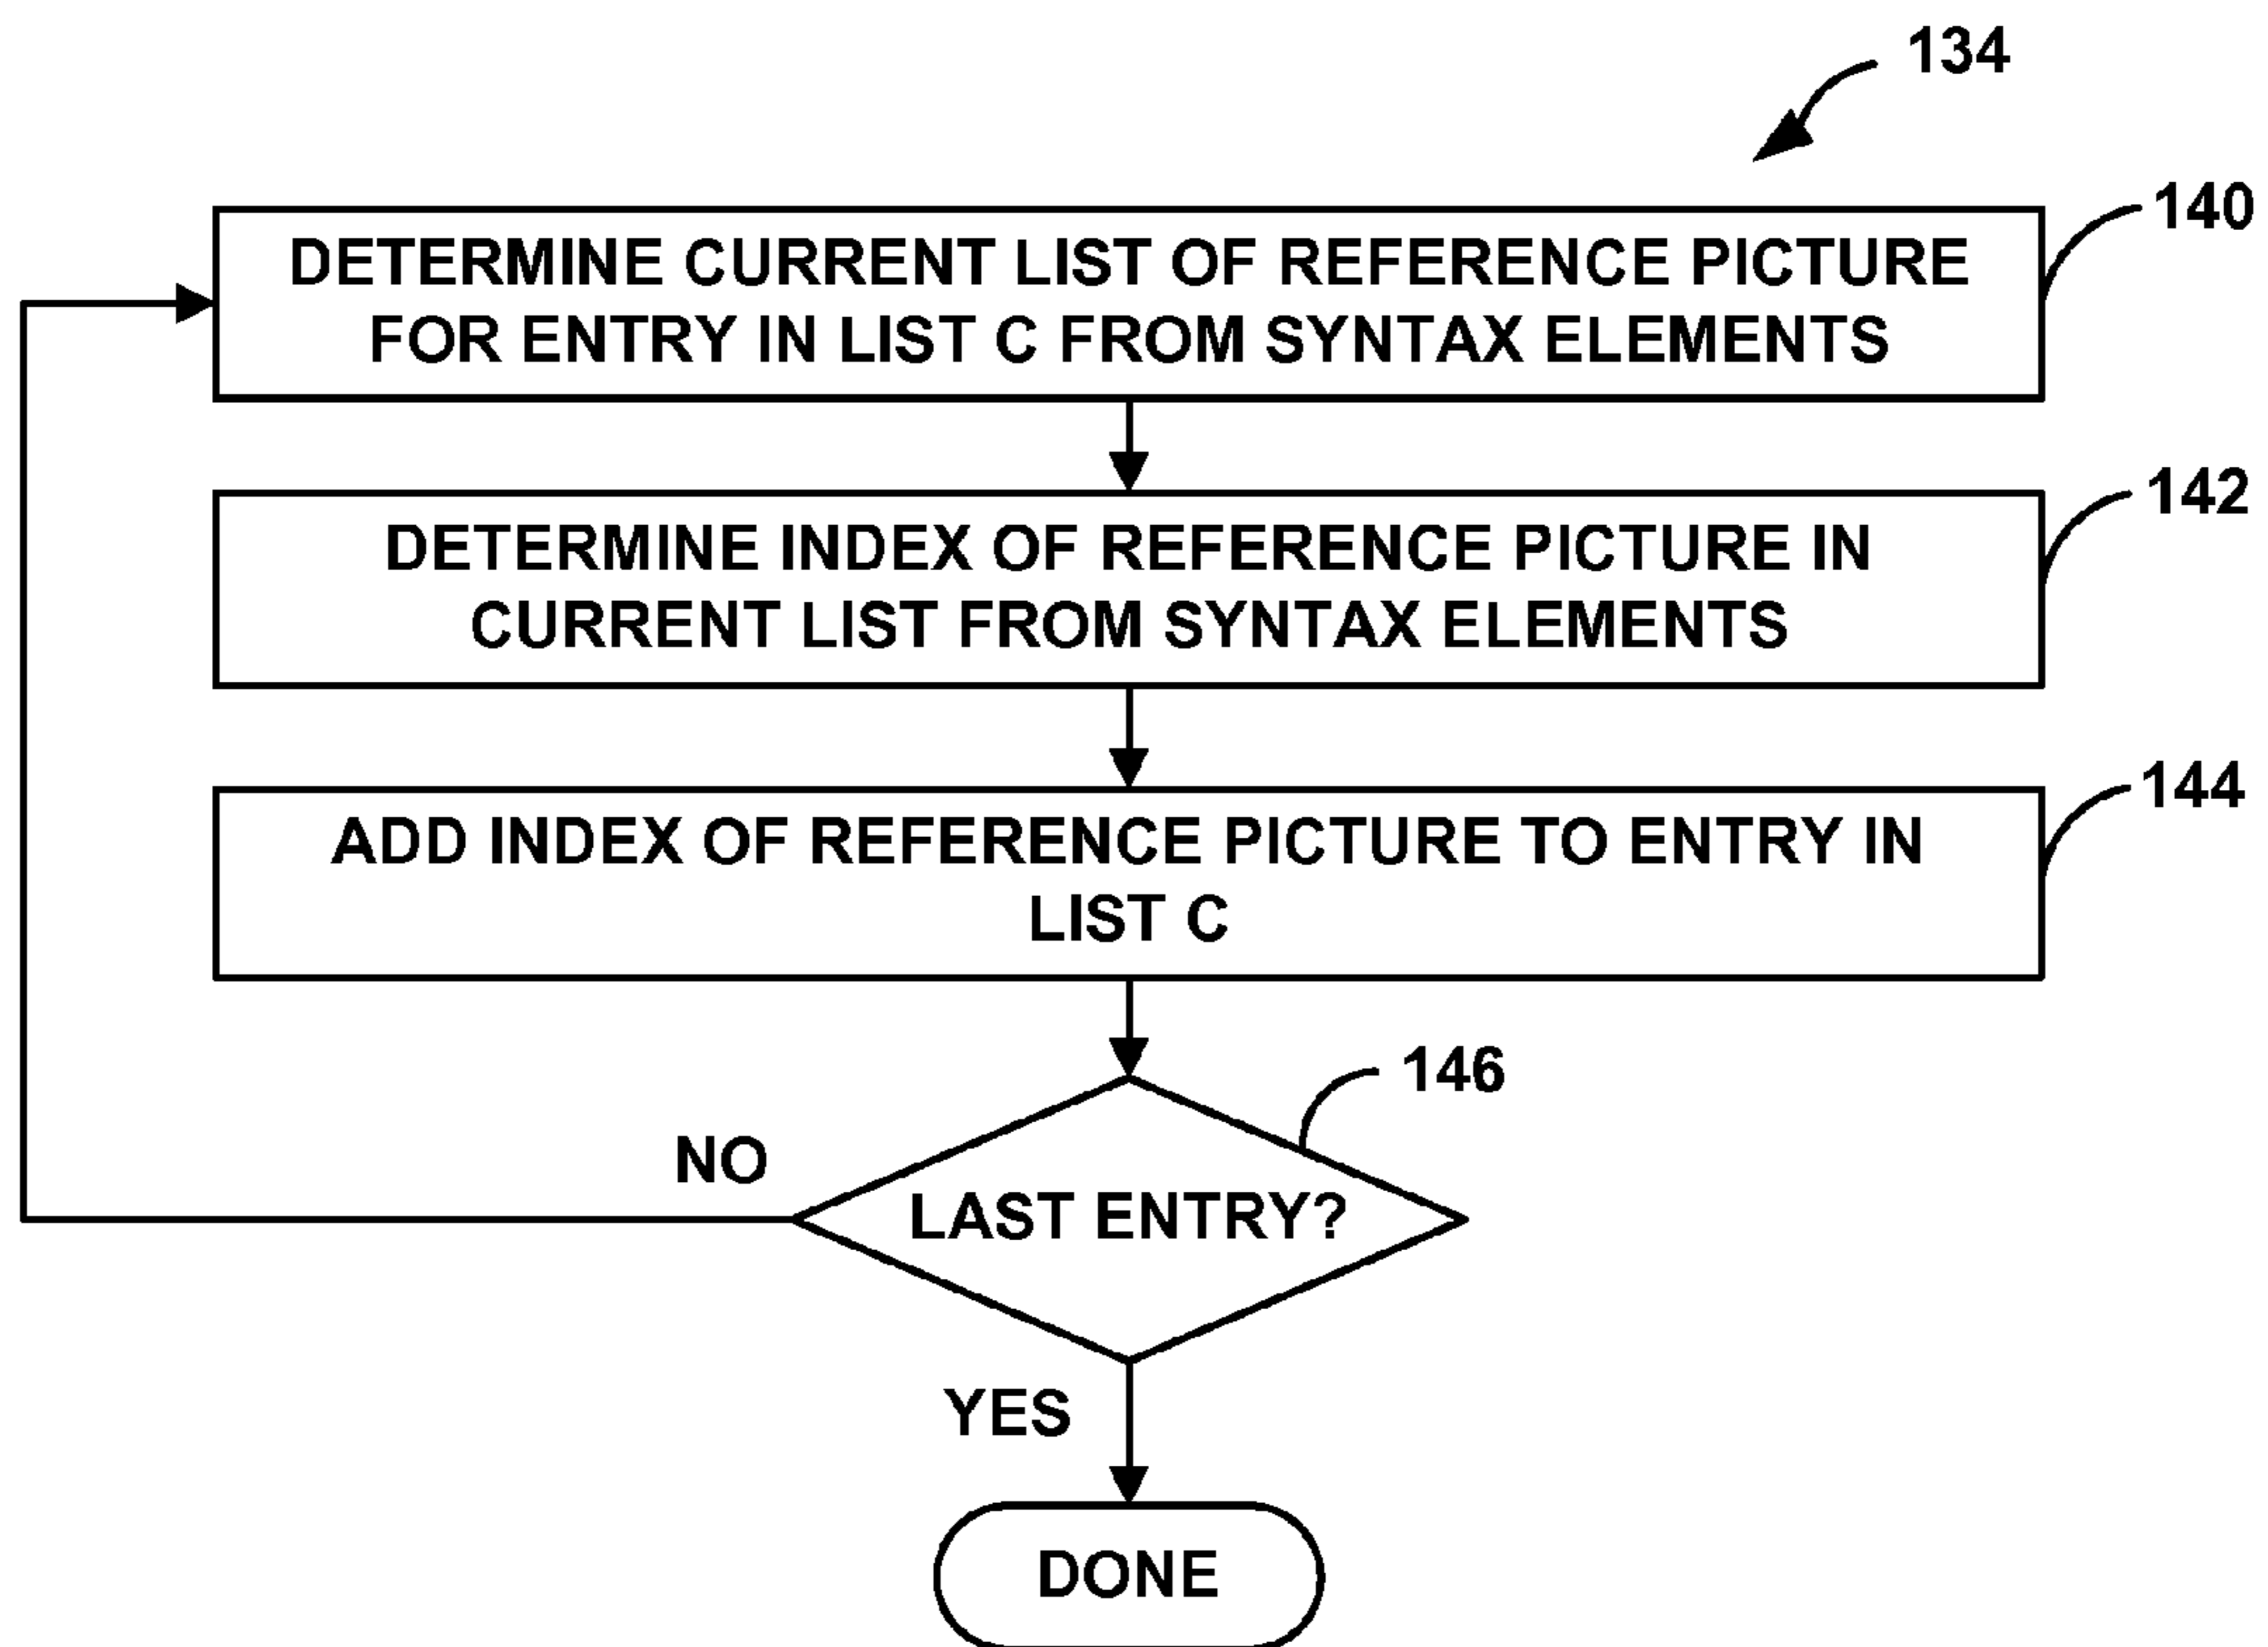 134
140
DETERMINE CURRENT LIST OF REFERENCE PICTURE
FOR ENTRY IN LIST C FROM SYNTAX ELEMENTS
142
DETERMINE INDEX OF REFERENCE PICTURE IN
CURRENT LIST FROM SYNTAX ELEMENTS
144
ADD INDEX OF REFERENCE PICTURE TO ENTRY IN
LIST C
146
NO
LAST ENTRY?
YES
DONE